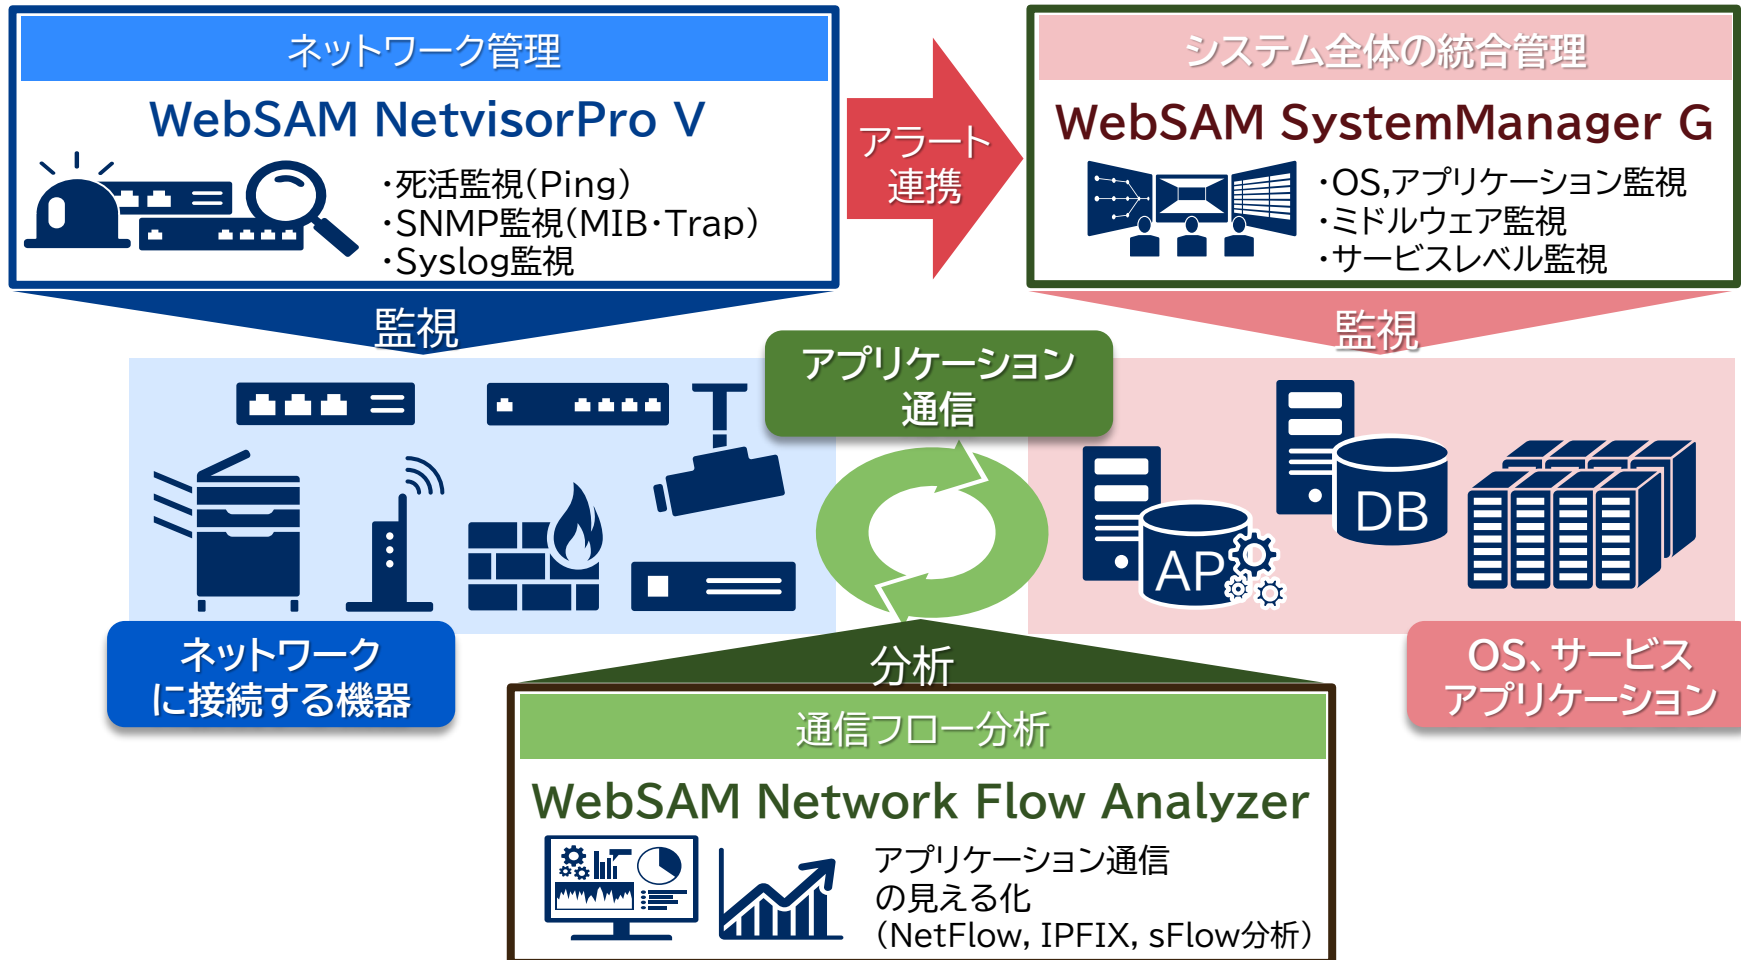 ネットワーク管理
WebSAM NetvisorPro V
・死活監視(Ping)
・SNMP監視(MIB・Trap)
・Syslog監視
アラート
連携
システム全体の統合管理
WebSAM SystemManager G
・OS,アプリケーション監視
・ミドルウェア監視
・サービスレベル監視
監視
監視
アプリケーション
通信
AP
DB
ネットワーク
に接続する機器
OS、サービス
アプリケーション
分析
通信フロー分析
WebSAM Network Flow Analyzer
アプリケーション通信
の見える化
(NetFlow, IPFIX, sFlow分析)